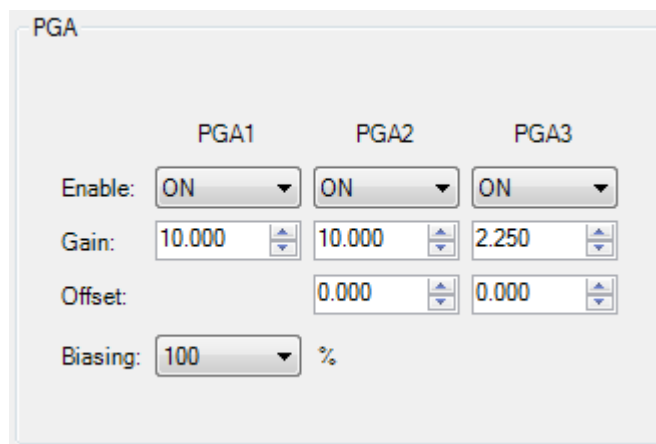 PGA
PGA1 PGA2 PGA3
Enable: ON ON ON
Gain: 10.000 10.000 2.250
Offset: 0.000 0.000
Biasing: 100 %